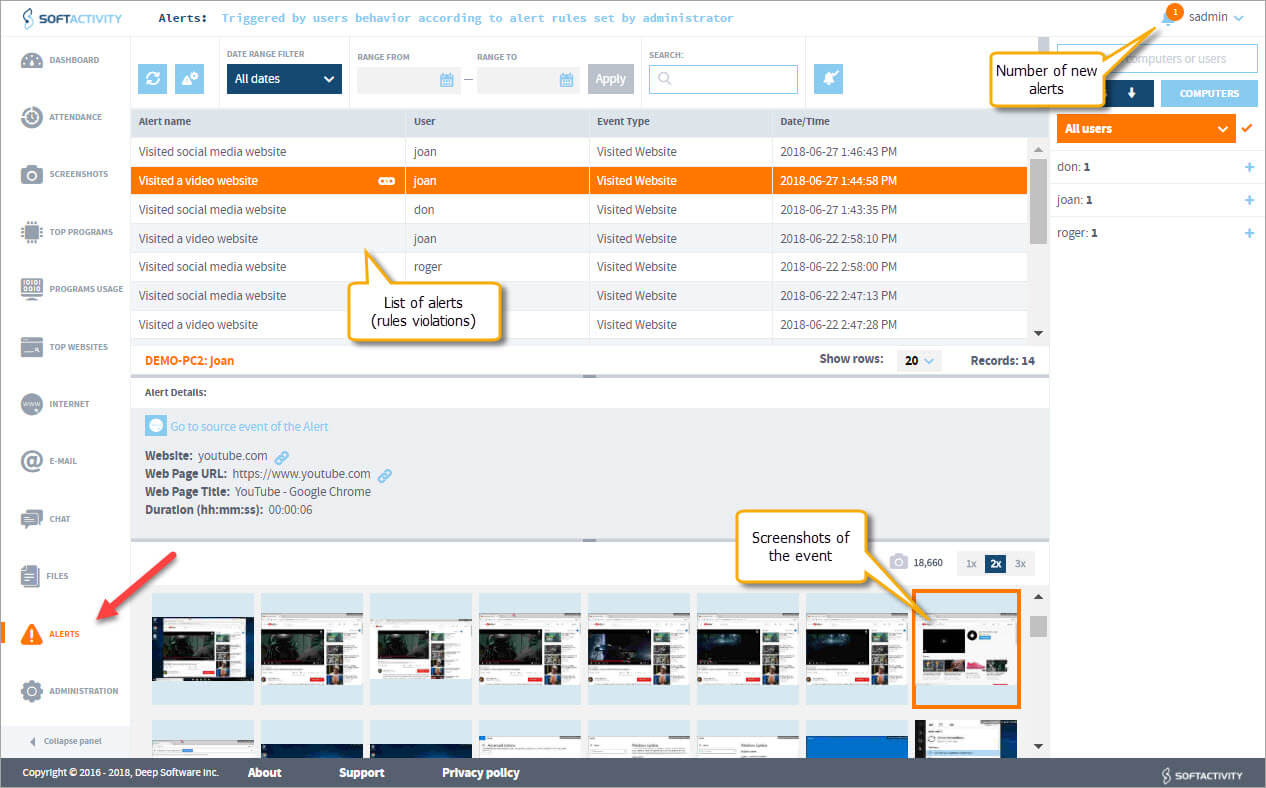 SOFTACTIVITY
Alerts: Triggered by users behavior according to alert rules set by administrator
1
sadmin
DASHBOARD
ATTENDANCE
SCREENSHOTS
TOP PROGRAMS
PROGRAMS USAGE
TOP WEBSITES
INTERNET
E-MAIL
CHAT
FILES
ALERTS
ADMINISTRATION
Collapse panel
DATE RANGE FILTER
All dates
RANGE FROM
RANGE TO
Apply
SEARCH:
Number of new
alerts
computers or users
COMPUTERS
All users
don: 1
joan: 1
roger: 1
Alert name User Event Type Date/Time
Visited social media website joan Visited Website 2018-06-27 1:46:43 PM
Visited a video website joan Visited Website 2018-06-27 1:44:58 PM
Visited social media website don Visited Website 2018-06-27 1:43:35 PM
Visited a video website joan Visited Website 2018-06-22 2:58:10 PM
Visited social media website roger Visited Website 2018-06-22 2:58:00 PM
Visited social media website Visited Website 2018-06-22 2:47:13 PM
Visited a video website Visited Website 2018-06-22 2:47:28 PM
List of alerts
(rules violations)
DEMO-PC2: joan
Show rows: 20
Records: 14
Alert Details:
Go to source event of the Alert
Website: youtube.com
Web Page URL: https://www.youtube.com
Web Page Title: YouTube - Google Chrome
Duration (hh:mm:ss): 00:00:06
Screenshots of
the event
18,660
1x 2x 3x
Copyright © 2016 - 2018, Deep Software Inc.
About
Support
Privacy policy
SOFTACTIVITY